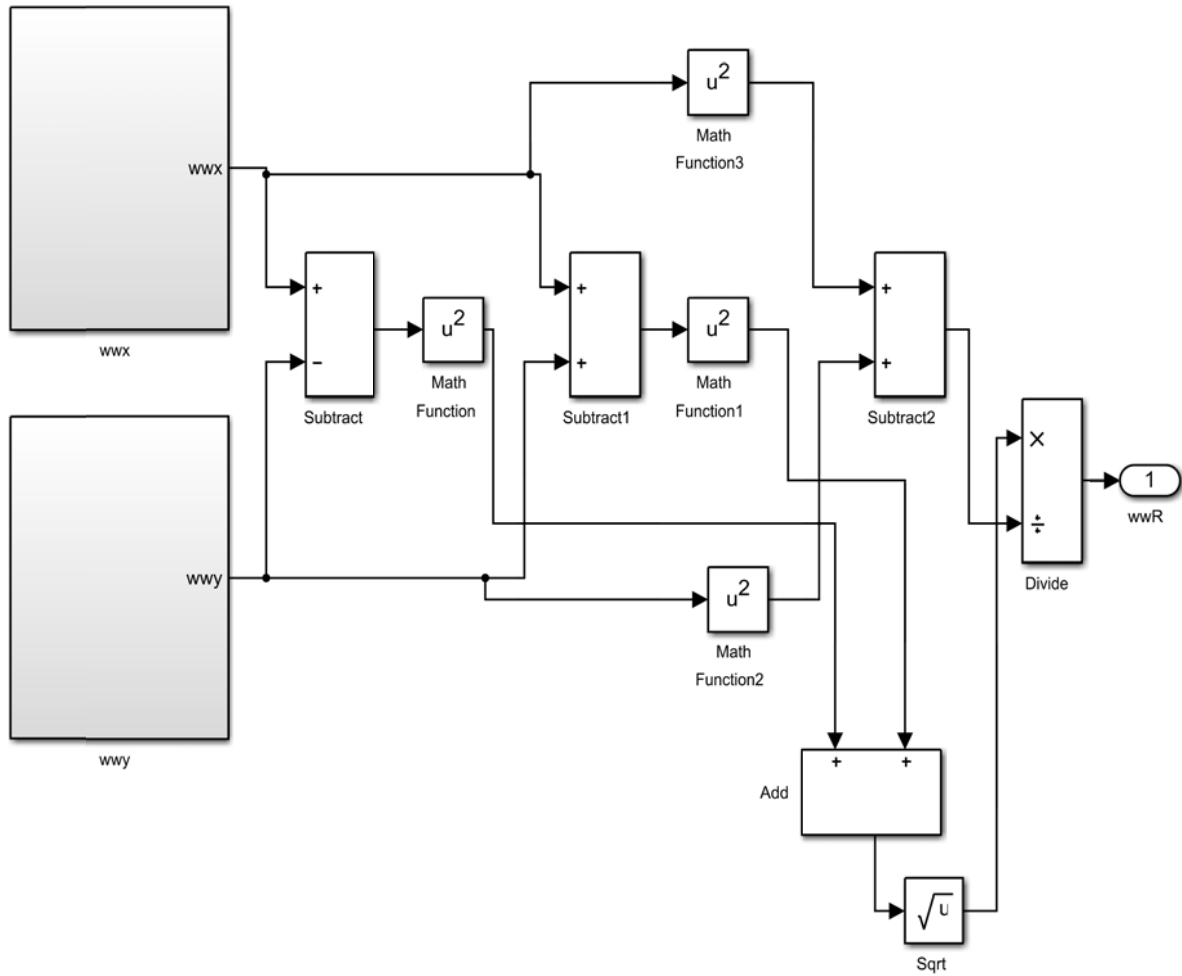 u²
Math
Function3
wwx
wwx
+
−
Subtract
u²
Math
Function
+
+
Subtract1
u²
Math
Function1
+
+
Subtract2
×
÷
Divide
1
wwR
wwy
wwy
u²
Math
Function2
+ +
Add
√u
Sqrt